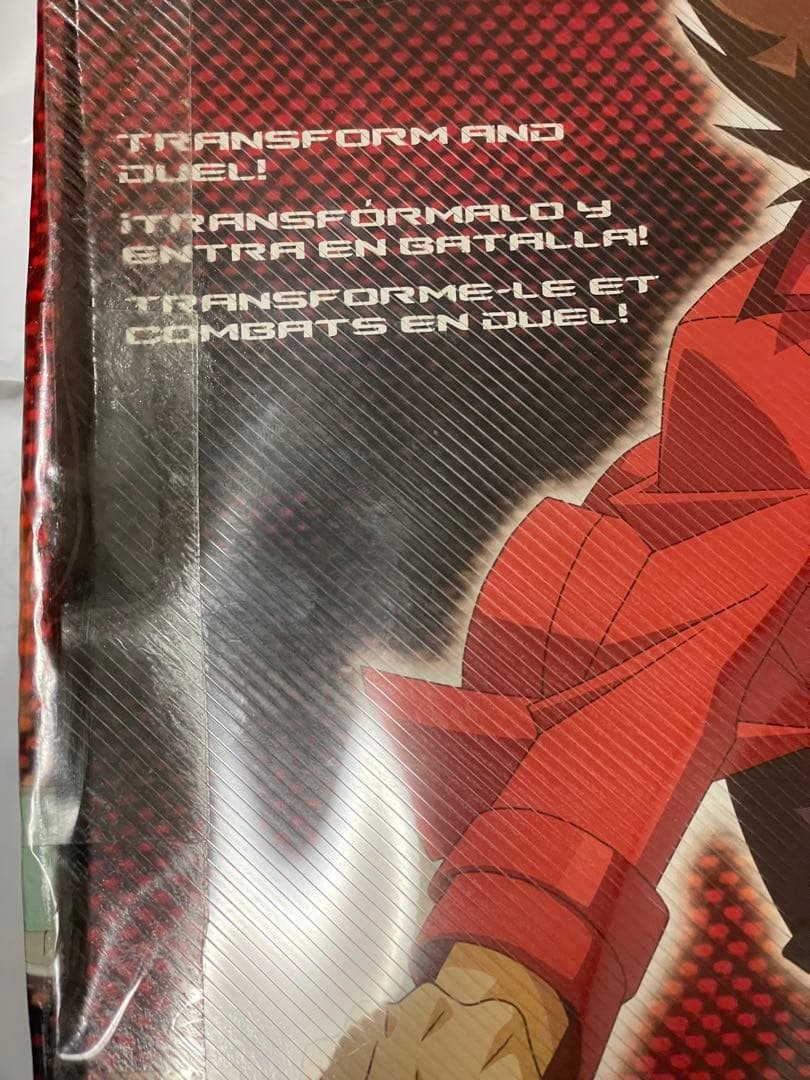 TRANSFORM AND
DUEL!
¡TRANSFÓRMALO Y
ENTRA EN BATALLA!
TRANSFORME-LE ET
COMBATS EN DUEL!